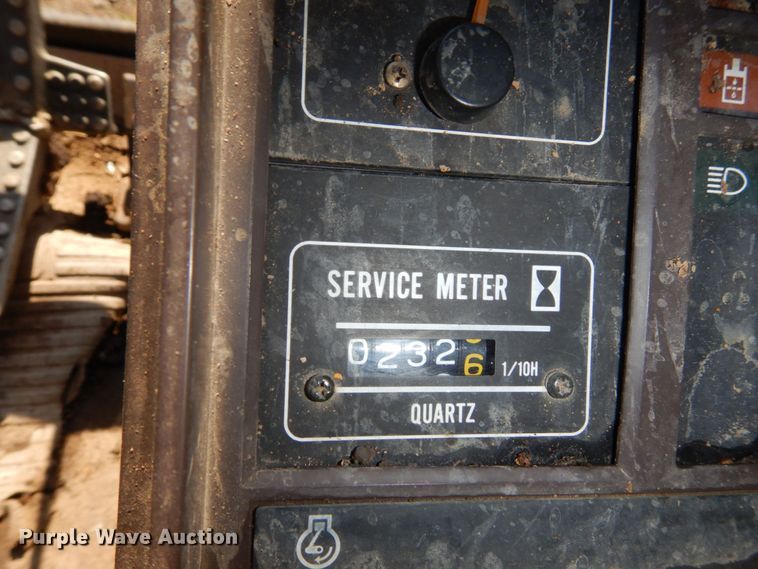 SERVICE METER
02326 1/10H
QUARTZ
Purple Wave Auction